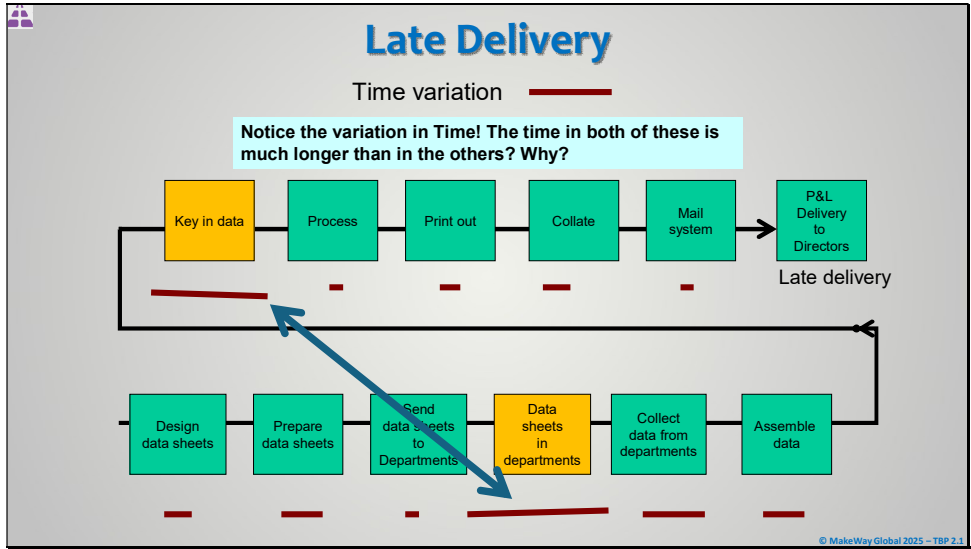 Late Delivery
Time variation
Notice the variation in Time! The time in both of these is
much longer than in the others? Why?
Key in data
Process
Print out
Collate
Mail
system
P&L
Delivery
to
Directors
Late delivery
Design
data sheets
Prepare
data sheets
Send
data sheets
to
Departments
Data
sheets
in
departments
Collect
data from
departments
Assemble
data
© MakeWay Global 2025 – TBP 2.1